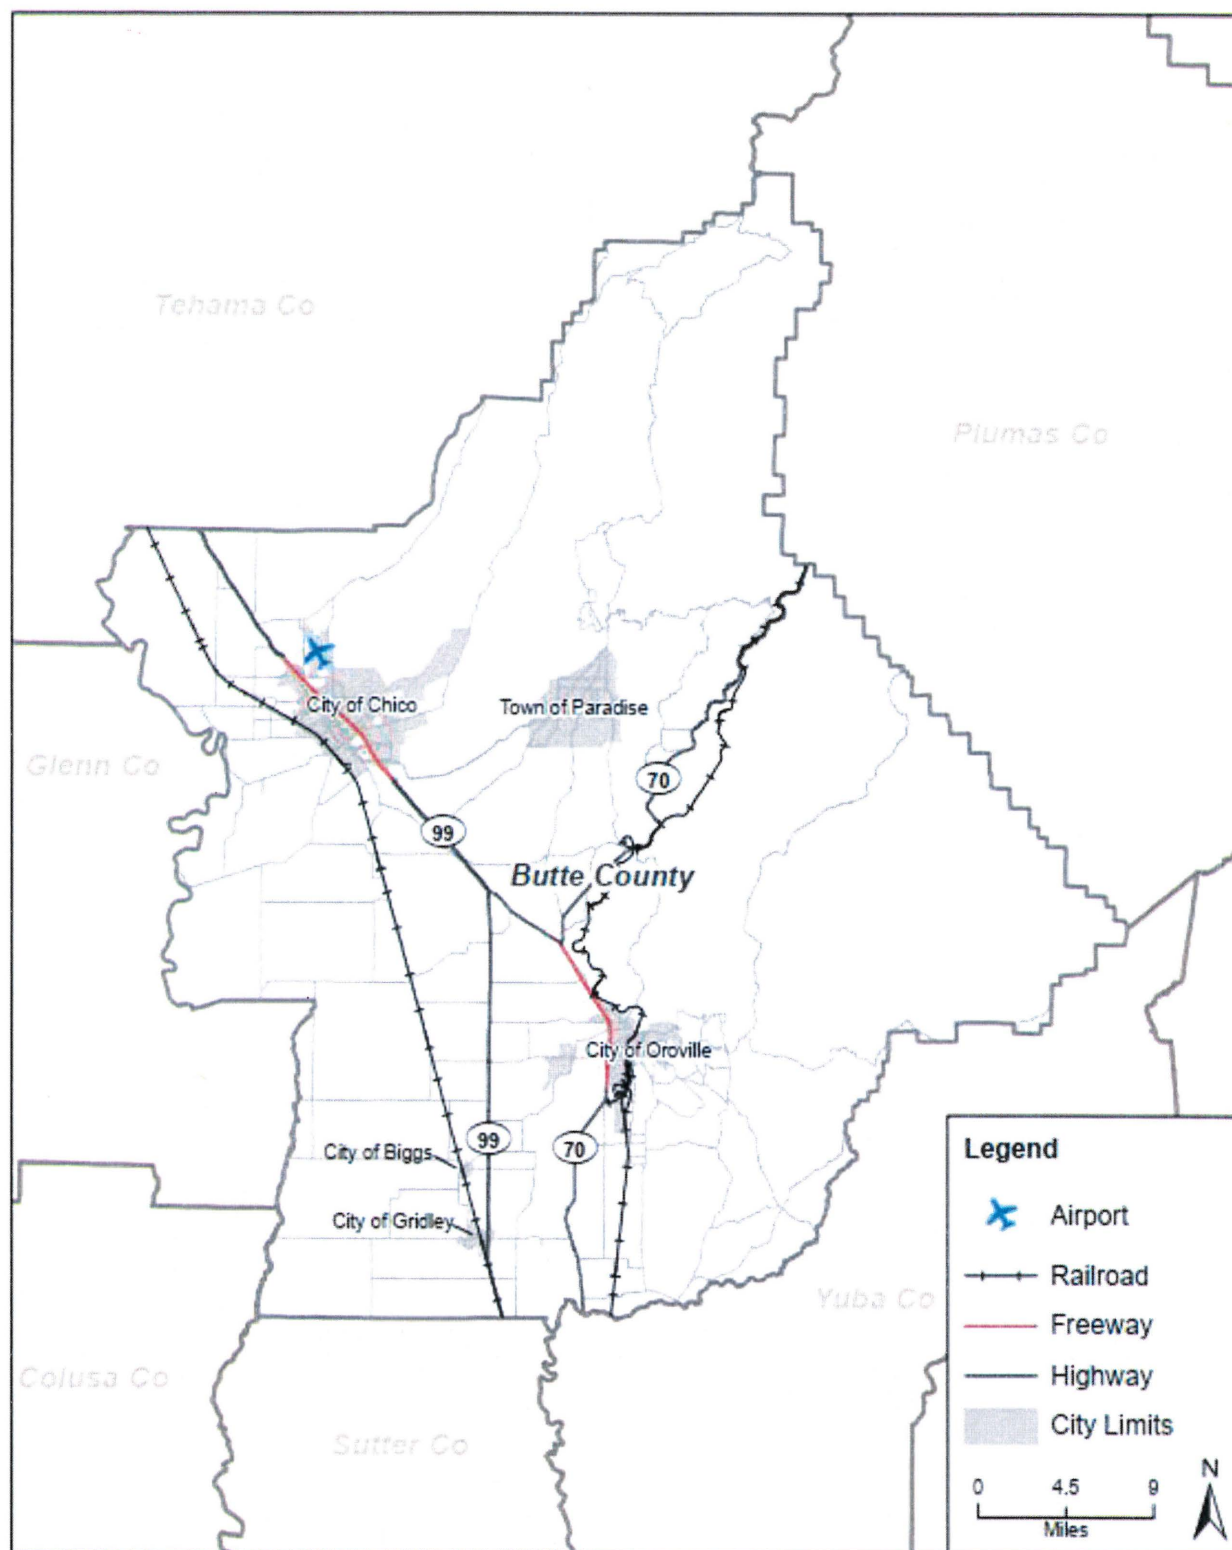 Tehama Co
Plumas Co
City of Chico
Town of Paradise
Glenn Co
70
99
Butte County
City of Oroville
99
70
City of Biggs
City of Gridley
Yuba Co
Colusa Co
Sutter Co
Legend
Airport
Railroad
Freeway
Highway
City Limits
0 4.5 9
Miles
N